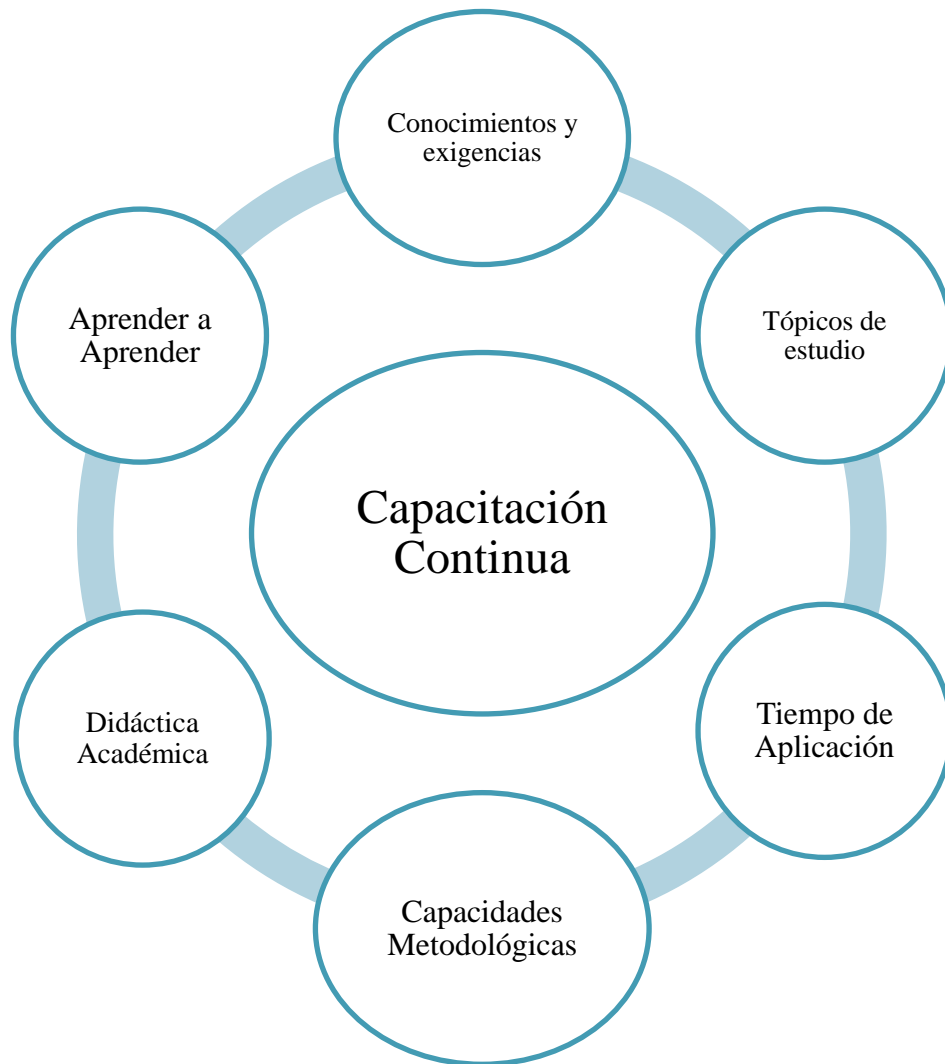 Conocimientos y
exigencias
Tópicos de
estudio
Tiempo de
Aplicación
Capacidades
Metodológicas
Didáctica
Académica
Aprender a
Aprender
Capacitación
Continua